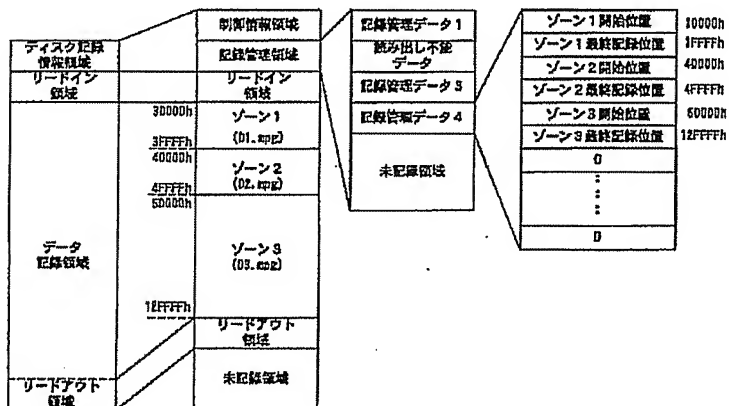 ディスク記録
情報領域
リードイン
領域
データ
記録領域
リードアウト
領域
制御情報領域
記録管理領域
リードイン
領域
30000h
ゾーン1
(D1.mpg)
3FFFFh
40000h
ゾーン2
(D2.mpg)
4FFFFh
50000h
ゾーン3
(D3.mpg)
12FFFFh
リードアウト
領域
未記録領域
記録管理データ1
読み出し不能
データ
記録管理データ3
記録管理データ4
未記録領域
ゾーン1開始位置 30000h
ゾーン1最終記録位置 3FFFFh
ゾーン2開始位置 40000h
ゾーン2最終記録位置 4FFFFh
ゾーン3開始位置 50000h
ゾーン3最終記録位置 12FFFFh
0
0